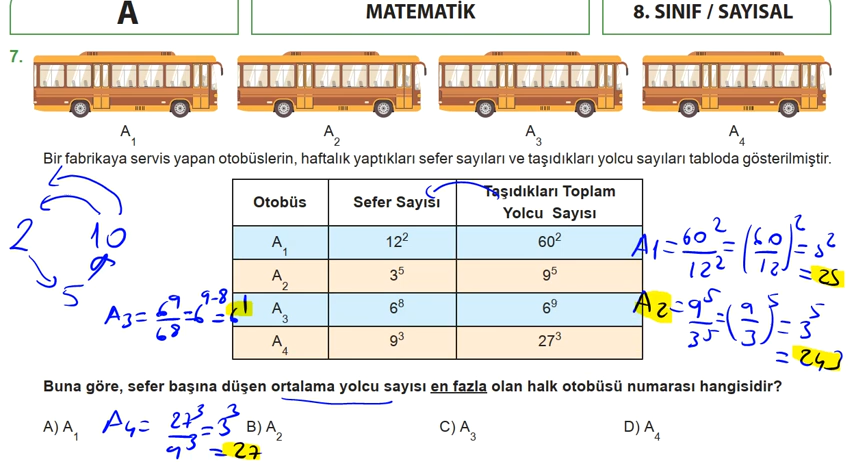 A MATEMATİK 8. SINIF / SAYISAL
7.
A₁ A₂ A₃ A₄
Bir fabrikaya servis yapan otobüslerin, haftalık yaptıkları sefer sayıları ve taşıdıkları yolcu sayıları tabloda gösterilmiştir.
Otobüs Sefer Sayısı Taşıdıkları Toplam Yolcu Sayısı
A₁ 12² 60²
A₂ 3⁵ 9⁵
A₃ 6⁸ 6⁹
A₄ 9³ 27³
2 10
5
A₁ = 60²/12² = (60/12)² = 5²
= 25
A₂ = 9⁵/3⁵ = (9/3)⁵ = 3⁵
= 243
A₃ = 6⁹/6⁸ = 6⁹⁻⁸ = 6¹
Buna göre, sefer başına düşen ortalama yolcu sayısı en fazla olan halk otobüsü numarası hangisidir?
A) A₁ B) A₂ C) A₃ D) A₄
A₄ = 27³/9³ = 3³
= 27